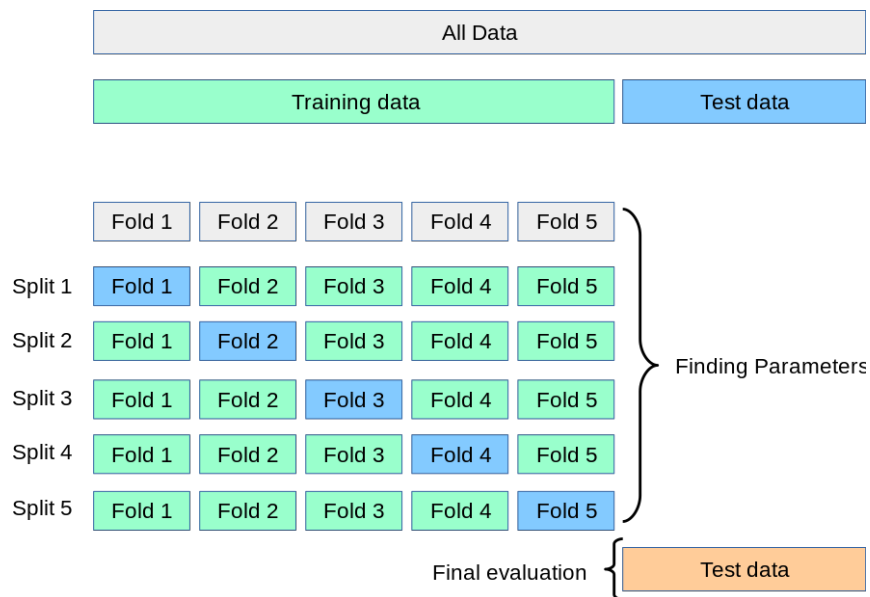 All Data
Training data Test data
Fold 1 Fold 2 Fold 3 Fold 4 Fold 5
Split 1 Fold 1 Fold 2 Fold 3 Fold 4 Fold 5
Split 2 Fold 1 Fold 2 Fold 3 Fold 4 Fold 5
Finding Parameters
Split 3 Fold 1 Fold 2 Fold 3 Fold 4 Fold 5
Split 4 Fold 1 Fold 2 Fold 3 Fold 4 Fold 5
Split 5 Fold 1 Fold 2 Fold 3 Fold 4 Fold 5
Final evaluation Test data